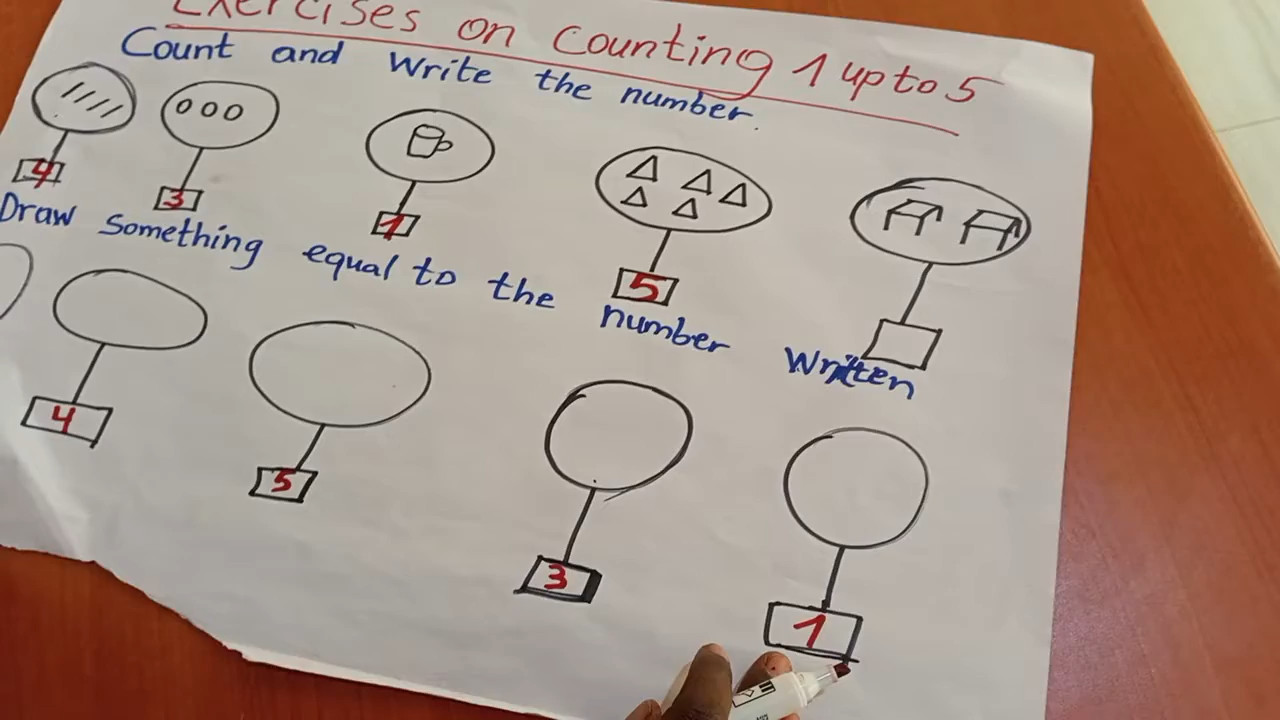 Exercises on Counting 1 up to 5
Count and Write the number.
4 3 1 5
Draw Something equal to the number Written
4 5 3 1